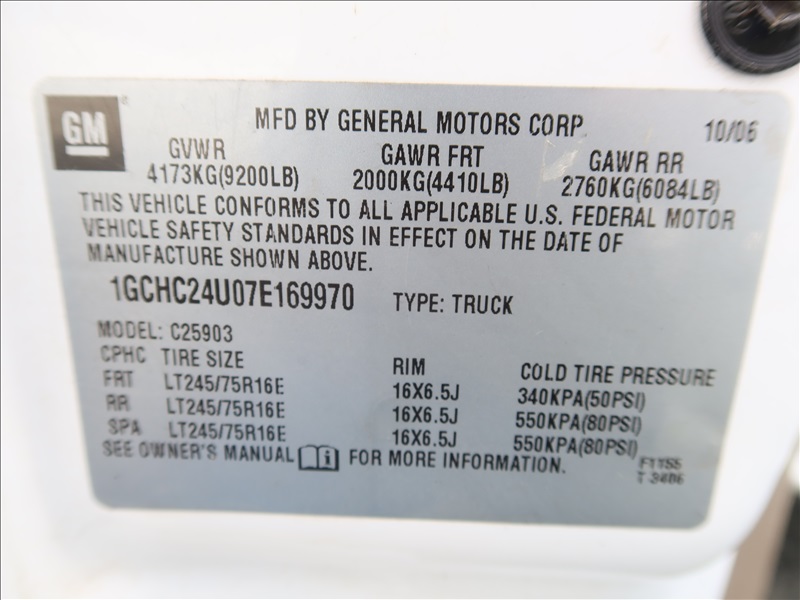 GM
MFD BY GENERAL MOTORS CORP
10/06
GVWR GAWR FRT GAWR RR
4173KG(9200LB) 2000KG(4410LB) 2760KG(6084LB)
THIS VEHICLE CONFORMS TO ALL APPLICABLE U.S. FEDERAL MOTOR
VEHICLE SAFETY STANDARDS IN EFFECT ON THE DATE OF
MANUFACTURE SHOWN ABOVE.
1GCHC24U07E169970 TYPE: TRUCK
MODEL: C25903
CPHC TIRE SIZE RIM COLD TIRE PRESSURE
FRT LT245/75R16E 16X6.5J 340KPA(50PSI)
RR LT245/75R16E 16X6.5J 550KPA(80PSI)
SPA LT245/75R16E 16X6.5J 550KPA(80PSI)
SEE OWNER'S MANUAL i FOR MORE INFORMATION.
F1155
T 3406